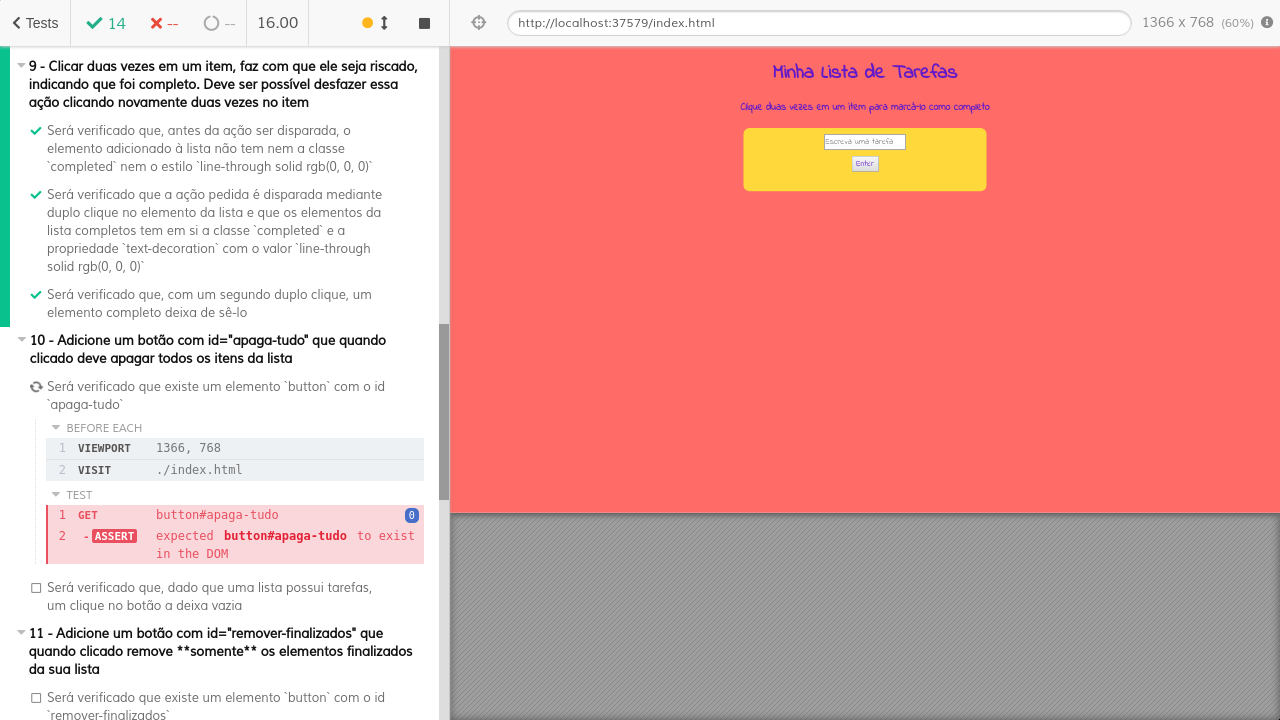 Tests
14
--
--
16.00
http://localhost:37579/index.html
1366 x 768 (60%)
9 - Clicar duas vezes em um item, faz com que ele seja riscado,
indicando que foi completo. Deve ser possível desfazer essa
ação clicando novamente duas vezes no item
Será verificado que, antes da ação ser disparada, o
elemento adicionado à lista não tem nem a classe
`completed` nem o estilo `line-through solid rgb(0, 0, 0)`
Será verificado que a ação pedida é disparada mediante
duplo clique no elemento da lista e que os elementos da
lista completos tem em si a classe `completed` e a
propriedade `text-decoration` com o valor `line-through
solid rgb(0, 0, 0)`
Será verificado que, com um segundo duplo clique, um
elemento completo deixa de sê-lo
10 - Adicione um botão com id="apaga-tudo" que quando
clicado deve apagar todos os itens da lista
Será verificado que existe um elemento `button` com o id
`apaga-tudo`
BEFORE EACH
1 VIEWPORT 1366, 768
2 VISIT ./index.html
TEST
1 GET button#apaga-tudo 0
2 -ASSERT expected button#apaga-tudo to exist
in the DOM
Será verificado que, dado que uma lista possui tarefas,
um clique no botão a deixa vazia
11 - Adicione um botão com id="remover-finalizados" que
quando clicado remove **somente** os elementos finalizados
da sua lista
Será verificado que existe um elemento `button` com o id
`remover-finalizados`
Minha Lista de Tarefas
Clique duas vezes em um item para marcá-lo como completo
Escreva uma tarefa
Enter